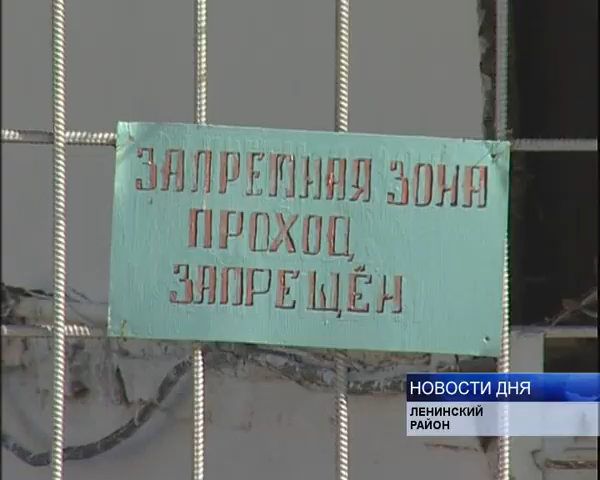 ЗАПРЕТНАЯ ЗОНА
ПРОХОД
ЗАПРЕЩЁН
НОВОСТИ ДНЯ
ЛЕНИНСКИЙ
РАЙОН